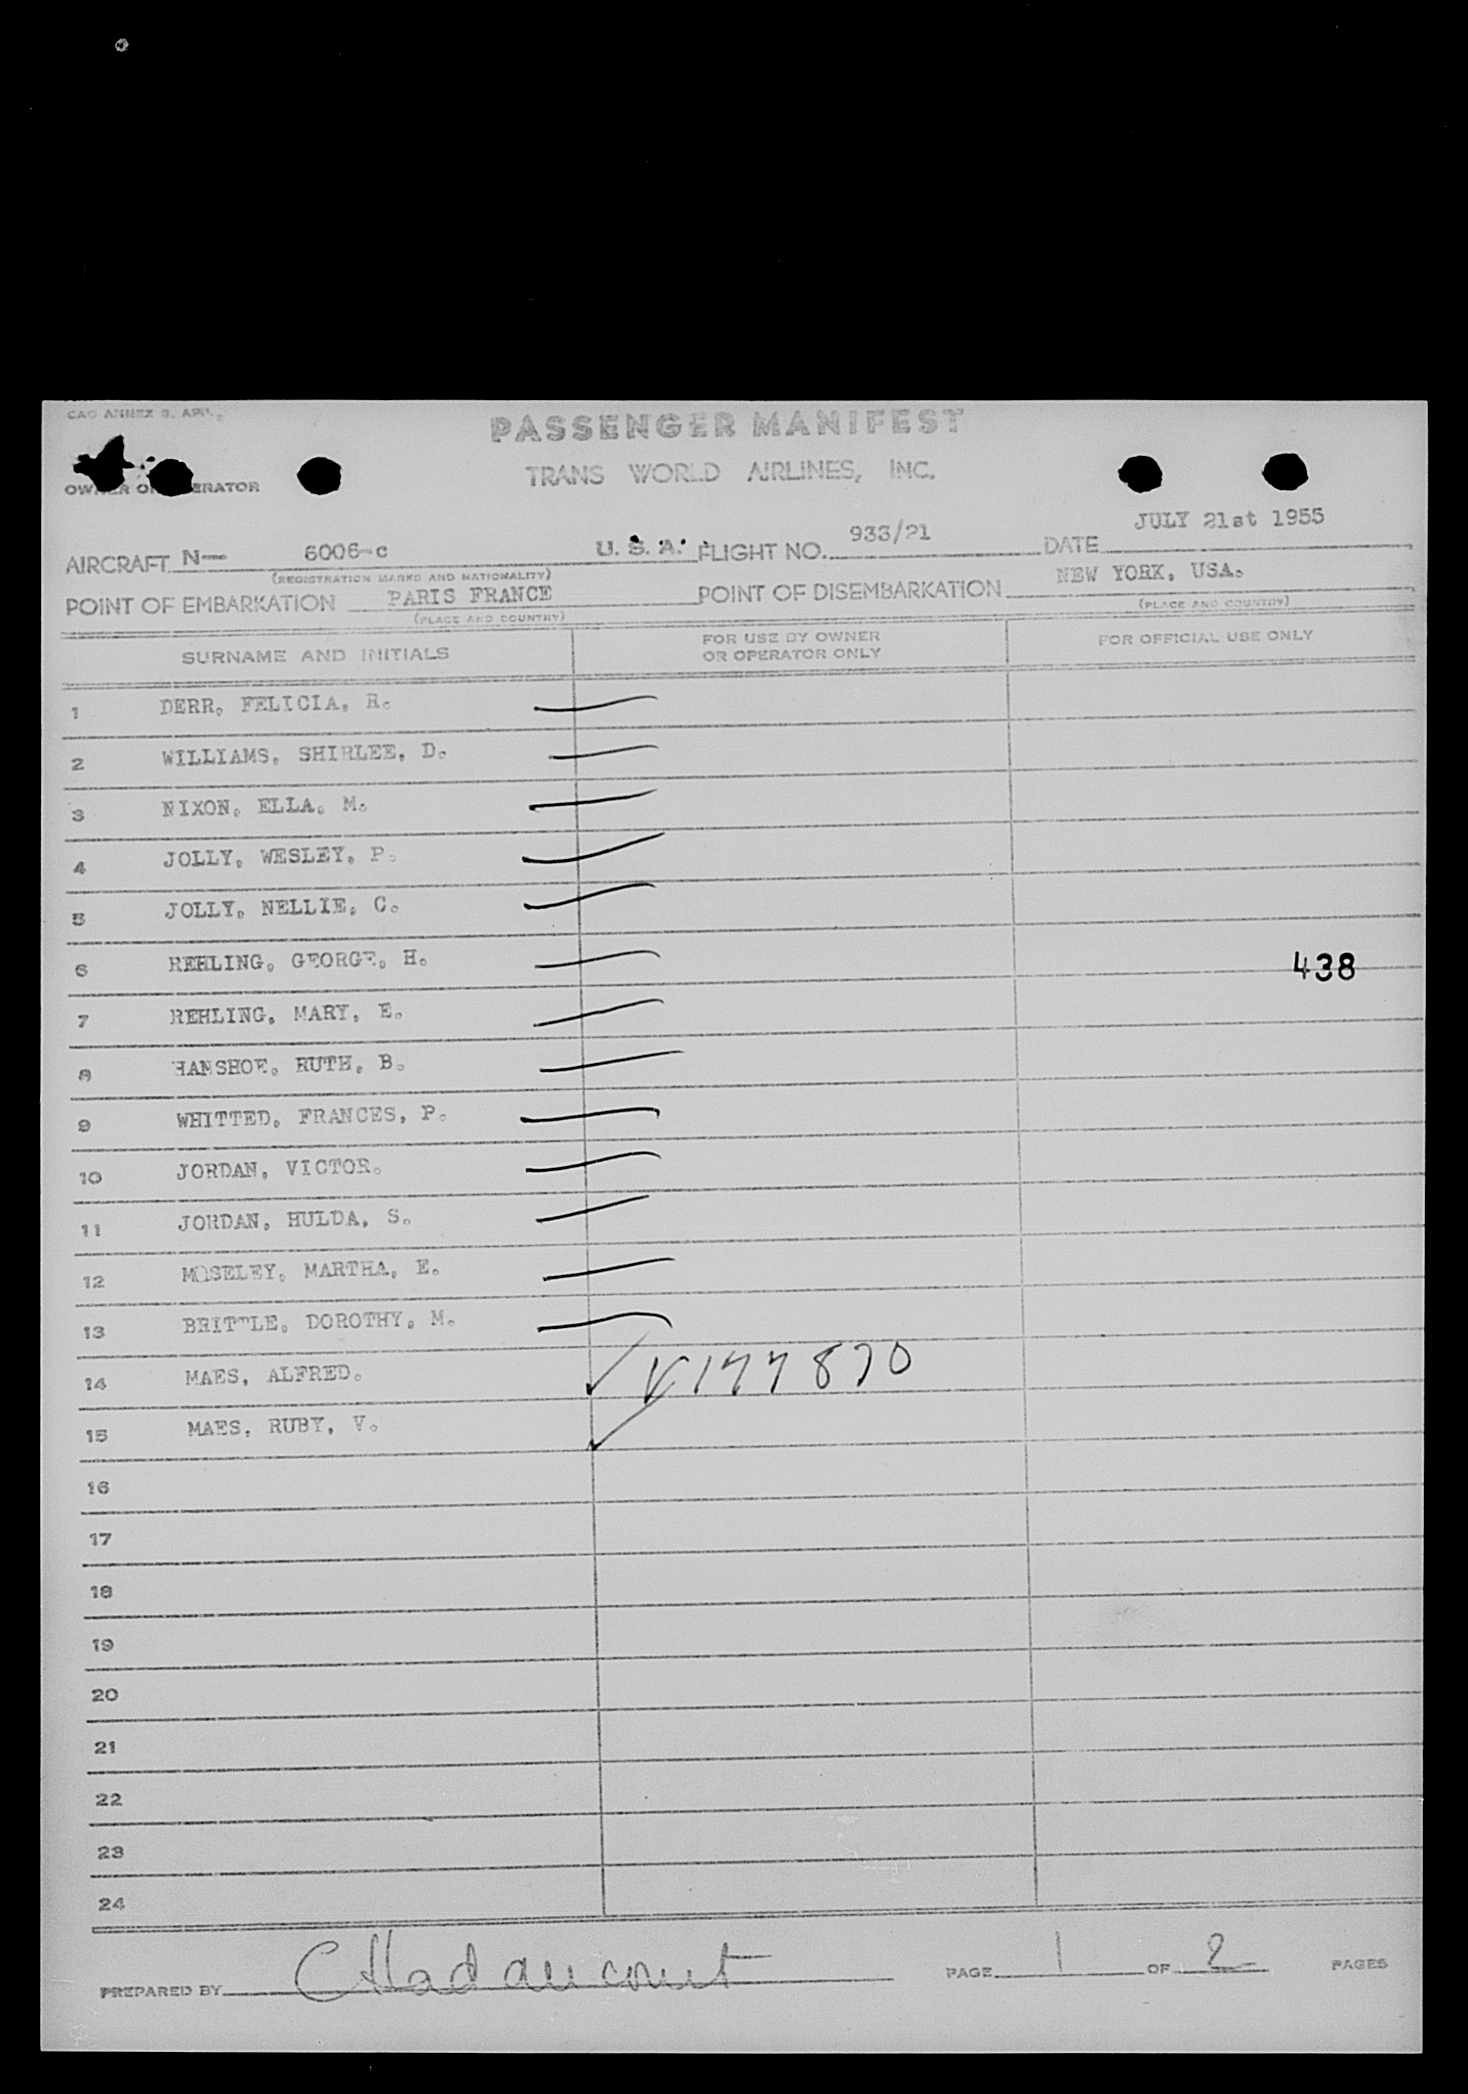 PASSENGER MANIFEST
TRANS WORLD AIRLINES, INC.
OWNER OR OPERATOR
AIRCRAFT N— 6006-c U. S. A. FLIGHT NO. 933/21 DATE JULY 21st 1955
(REGISTRATION MARKS AND NATIONALITY)
POINT OF EMBARKATION PARIS FRANCE POINT OF DISEMBARKATION NEW YORK, USA.
(PLACE AND COUNTRY) (PLACE AND COUNTRY)
SURNAME AND INITIALS FOR USE BY OWNER OR OPERATOR ONLY FOR OFFICIAL USE ONLY
1 DERR, FELICIA, H.
2 WILLIAMS, SHIRLEE, D.
3 NIXON, ELLA, M.
4 JOLLY, WESLEY, P.
5 JOLLY, NELLIE, C.
6 REHLING, GEORGE, H. 438
7 REHLING, MARY, E.
8 HANSHOE, RUTH, B.
9 WHITTED, FRANCES, P.
10 JORDAN, VICTOR.
11 JORDAN, HULDA, S.
12 MOSELEY, MARTHA, E.
13 BRITTLE, DOROTHY, M.
14 MAES, ALFRED. V177870
15 MAES, RUBY, V.
16
17
18
19
20
21
22
23
24
PREPARED BY PAGE 1 OF 2 PAGES